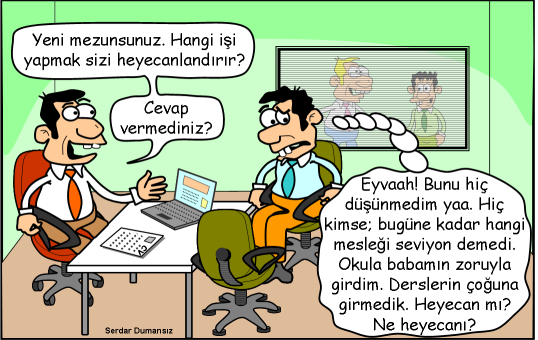 Yeni mezunsunuz. Hangi işi
yapmak sizi heyecanlandırır?
Cevap
vermediniz?
Eyvaah! Bunu hiç
düşünmedim yaa. Hiç
kimse; bugüne kadar hangi
mesleği seviyon demedi.
Okula babamın zoruyla
girdim. Derslerin çoğuna
girmedik. Heyecan mı?
Ne heyecanı?
Serdar Dumansız